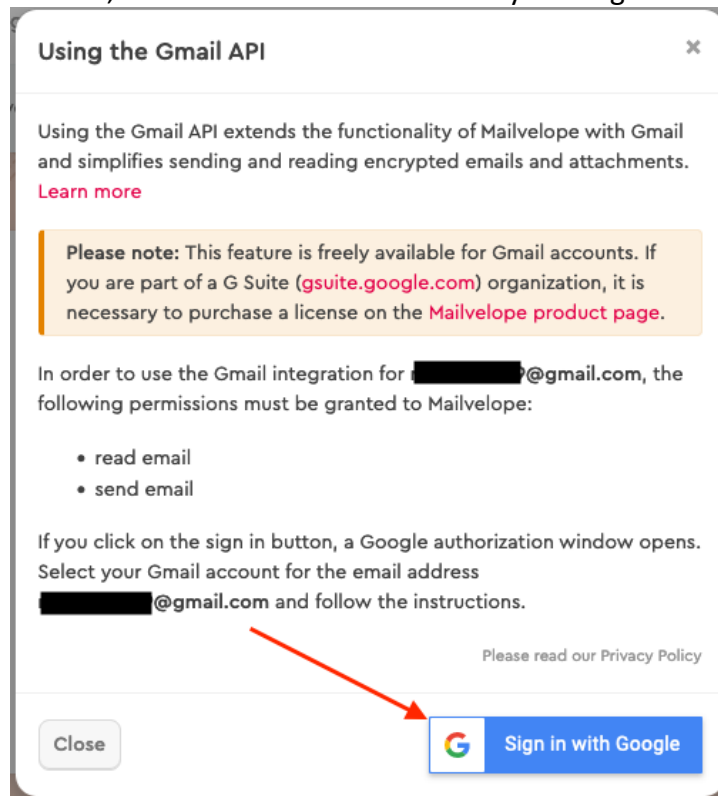 Using the Gmail API ×
Using the Gmail API extends the functionality of Mailvelope with Gmail
and simplifies sending and reading encrypted emails and attachments.
Learn more
Please note: This feature is freely available for Gmail accounts. If
you are part of a G Suite (gsuite.google.com) organization, it is
necessary to purchase a license on the Mailvelope product page.
In order to use the Gmail integration for @gmail.com, the
following permissions must be granted to Mailvelope:
• read email
• send email
If you click on the sign in button, a Google authorization window opens.
Select your Gmail account for the email address
@gmail.com and follow the instructions.
Please read our Privacy Policy
Close
G Sign in with Google